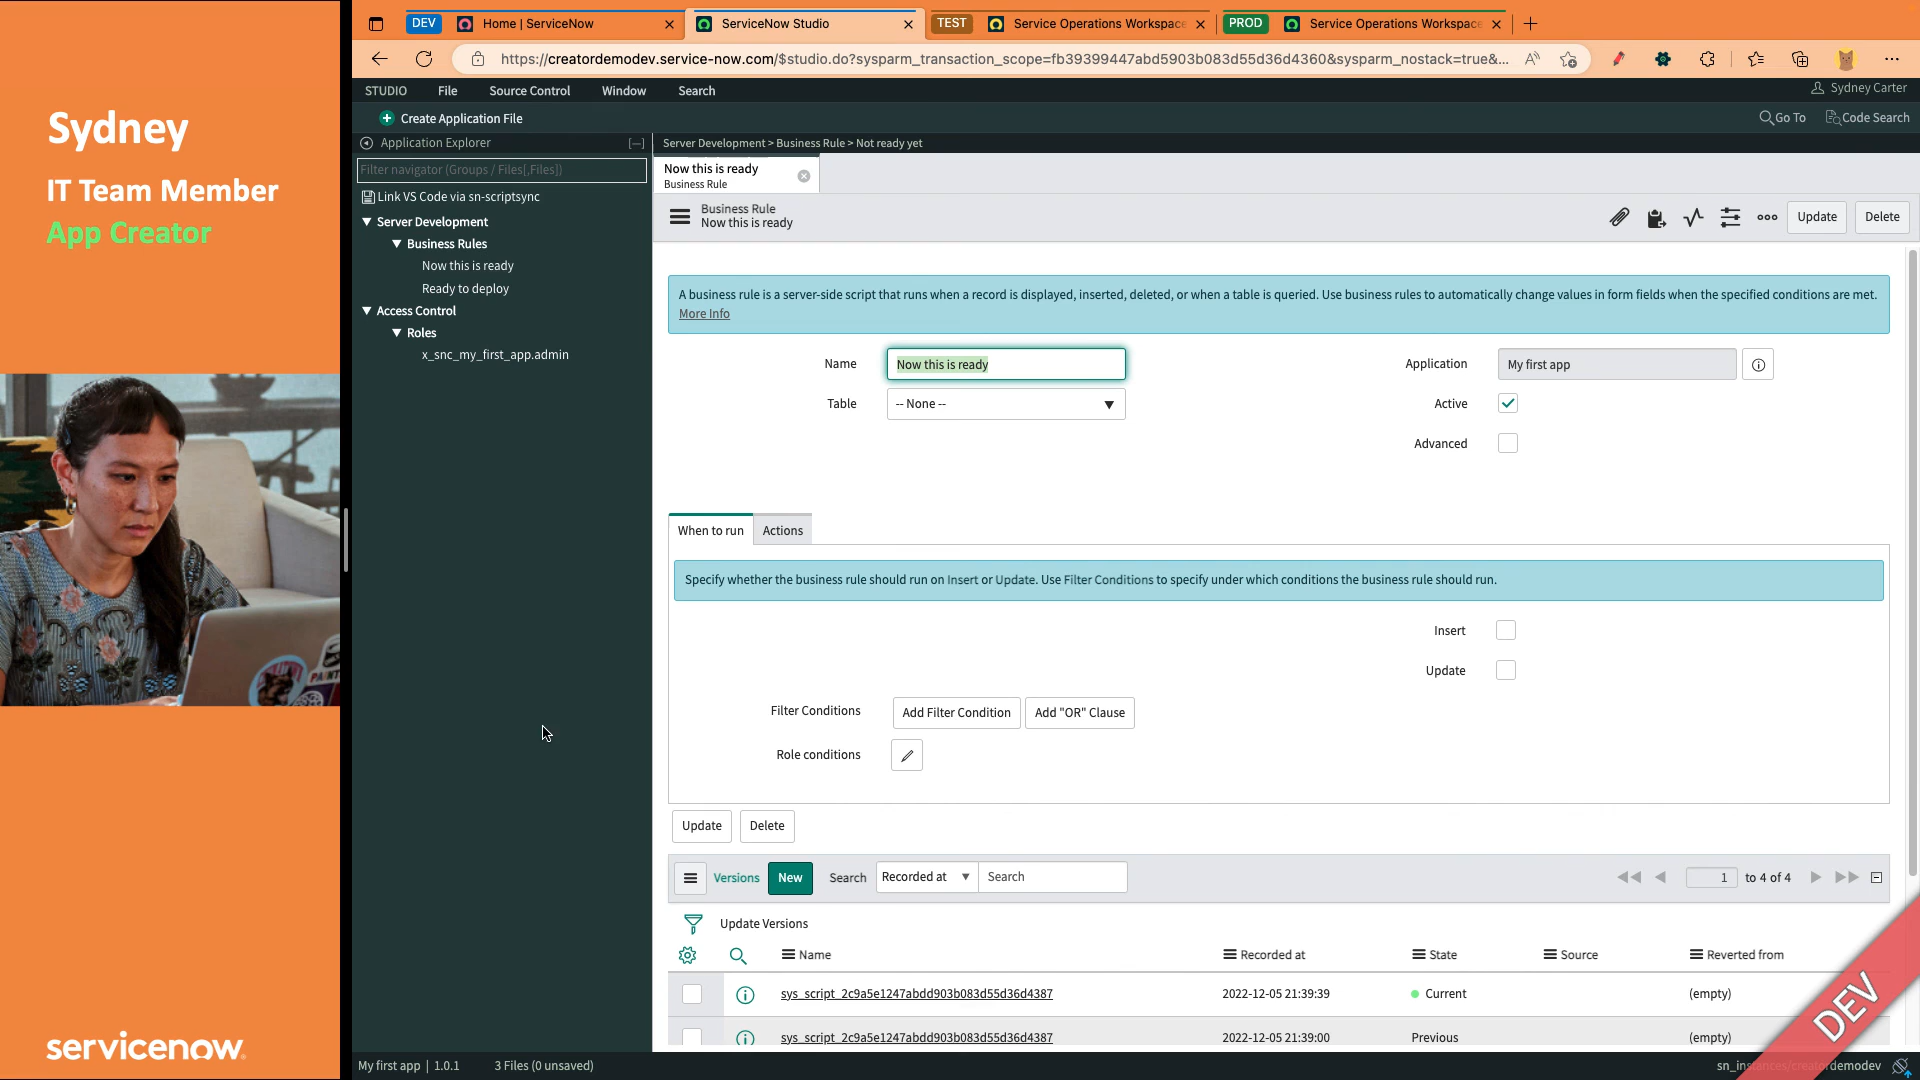 Sydney
IT Team Member
App Creator
servicenow.
DEV
Home | ServiceNow
ServiceNow Studio
TEST
Service Operations Workspace
PROD
Service Operations Workspace
https://creatordemodev.service-now.com/$studio.do?sysparm_transaction_scope=fb39399447abd5903b083d55d36d4360&sysparm_nostack=true&...
STUDIO
File
Source Control
Window
Search
Sydney Carter
Create Application File
Go To
Code Search
Application Explorer
Server Development > Business Rule > Not ready yet
Filter navigator (Groups / Files[,Files])
Link VS Code via sn-scriptsync
Server Development
Business Rules
Now this is ready
Ready to deploy
Access Control
Roles
x_snc_my_first_app.admin
Now this is ready
Business Rule
Business Rule
Now this is ready
Update
Delete
A business rule is a server-side script that runs when a record is displayed, inserted, deleted, or when a table is queried. Use business rules to automatically change values in form fields when the specified conditions are met.
More Info
Name
Now this is ready
Application
My first app
Table
-- None --
Active
Advanced
When to run
Actions
Specify whether the business rule should run on Insert or Update. Use Filter Conditions to specify under which conditions the business rule should run.
Insert
Update
Filter Conditions
Add Filter Condition
Add "OR" Clause
Role conditions
Update
Delete
Versions
New
Search
Recorded at
Search
1
to 4 of 4
Update Versions
Name
Recorded at
State
Source
Reverted from
sys_script_2c9a5e1247abdd903b083d55d36d4387
2022-12-05 21:39:39
Current
(empty)
sys_script_2c9a5e1247abdd903b083d55d36d4387
2022-12-05 21:39:00
Previous
(empty)
DEV
My first app | 1.0.1
3 Files (0 unsaved)
sn_instances/creatordemodev